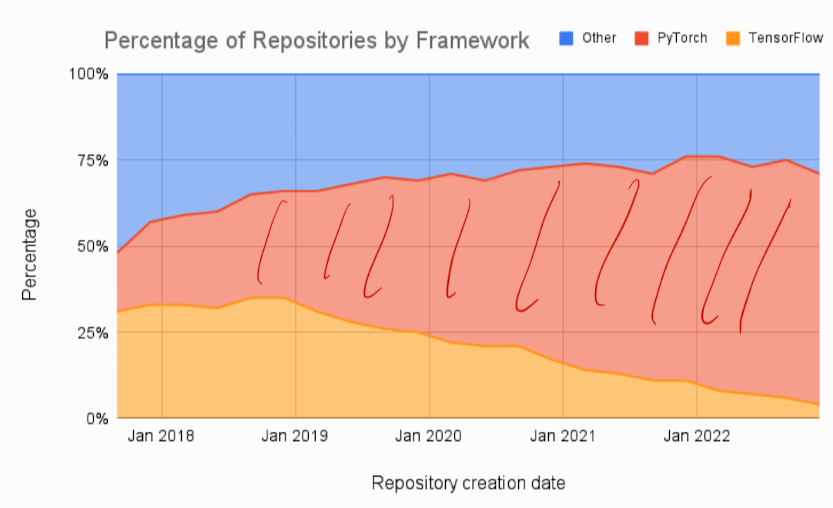 Percentage of Repositories by Framework
Other PyTorch TensorFlow
100%
75%
50%
25%
0%
Percentage
Jan 2018 Jan 2019 Jan 2020 Jan 2021 Jan 2022
Repository creation date